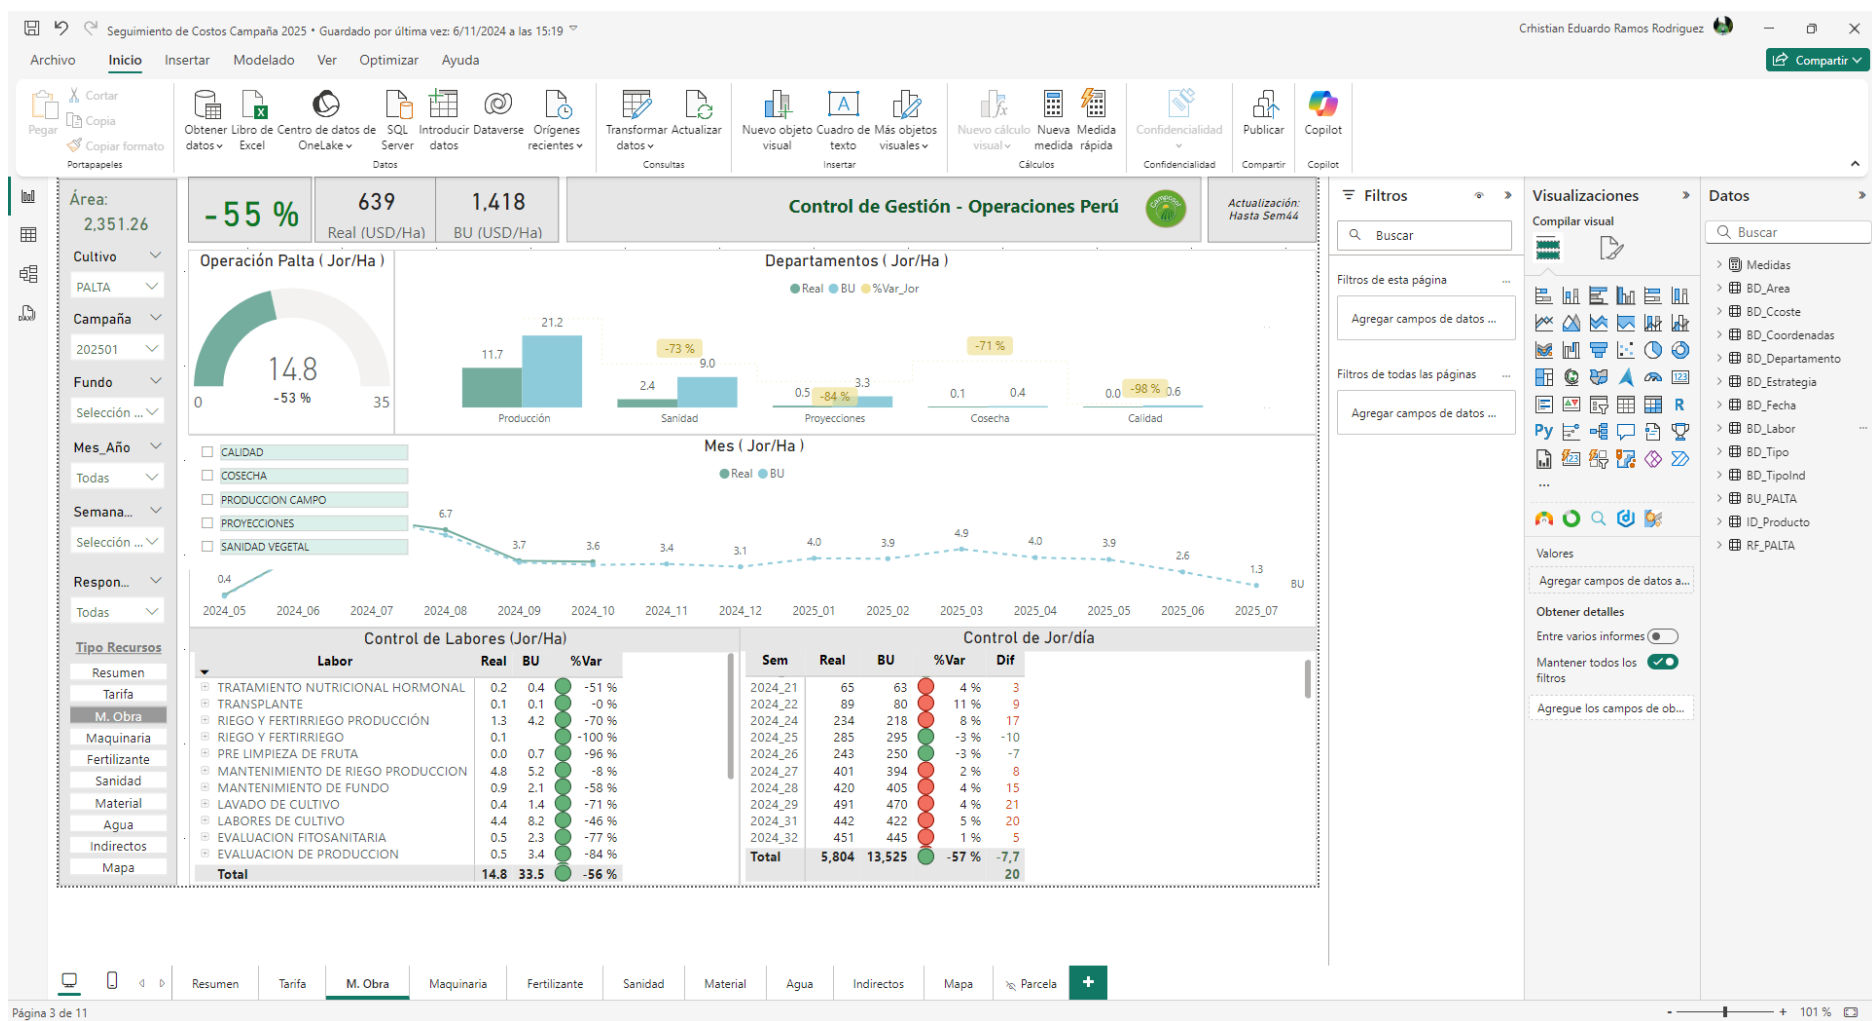 Seguimiento de Costos Campaña 2025 • Guardado por última vez: 6/11/2024 a las 15:19
Crhistian Eduardo Ramos Rodriguez
Archivo Inicio Insertar Modelado Ver Optimizar Ayuda
Compartir
Pegar
Cortar
Copia
Copiar formato
Portapapeles
Obtener datos
Libro de Excel
Centro de datos de OneLake
SQL Server
Introducir datos
Dataverse
Orígenes recientes
Datos
Transformar datos
Actualizar
Consultas
Nuevo objeto visual
Cuadro de texto
Más objetos visuales
Insertar
Nuevo cálculo visual
Nueva medida
Medida rápida
Cálculos
Confidencialidad
Confidencialidad
Publicar
Compartir
Copilot
Copilot
Área:
2,351.26
Cultivo
PALTA
Campaña
202501
Fundo
Selección ...
Mes_Año
Todas
Semana...
Selección ...
Respon...
Todas
Tipo Recursos
Resumen
Tarifa
M. Obra
Maquinaria
Fertilizante
Sanidad
Material
Agua
Indirectos
Mapa
-55 %
639
Real (USD/Ha)
1,418
BU (USD/Ha)
Control de Gestión - Operaciones Perú
Actualización:
Hasta Sem44
Operación Palta ( Jor/Ha )
14.8
-53 %
0 35
Departamentos ( Jor/Ha )
Real BU %Var_Jor
11.7 21.2
Producción
-73 %
2.4 9.0
Sanidad
0.5 -84 % 3.3
Proyecciones
-71 %
0.1 0.4
Cosecha
0.0 -98 % 0.6
Calidad
Mes ( Jor/Ha )
Real BU
CALIDAD
COSECHA
PRODUCCION CAMPO
PROYECCIONES
SANIDAD VEGETAL
0.4 6.7 3.7 3.6 3.4 3.1 4.0 3.9 4.9 4.0 3.9 2.6 1.3 BU
2024_05 2024_06 2024_07 2024_08 2024_09 2024_10 2024_11 2024_12 2025_01 2025_02 2025_03 2025_04 2025_05 2025_06 2025_07
Control de Labores (Jor/Ha)
Labor Real BU %Var
TRATAMIENTO NUTRICIONAL HORMONAL 0.2 0.4 -51 %
TRANSPLANTE 0.1 0.1 -0 %
RIEGO Y FERTIRRIEGO PRODUCCIÓN 1.3 4.2 -70 %
RIEGO Y FERTIRRIEGO 0.1 -100 %
PRE LIMPIEZA DE FRUTA 0.0 0.7 -96 %
MANTENIMIENTO DE RIEGO PRODUCCION 4.8 5.2 -8 %
MANTENIMIENTO DE FUNDO 0.9 2.1 -58 %
LAVADO DE CULTIVO 0.4 1.4 -71 %
LABORES DE CULTIVO 4.4 8.2 -46 %
EVALUACION FITOSANITARIA 0.5 2.3 -77 %
EVALUACION DE PRODUCCION 0.5 3.4 -84 %
Total 14.8 33.5 -56 %
Control de Jor/día
Sem Real BU %Var Dif
2024_21 65 63 4 % 3
2024_22 89 80 11 % 9
2024_24 234 218 8 % 17
2024_25 285 295 -3 % -10
2024_26 243 250 -3 % -7
2024_27 401 394 2 % 8
2024_28 420 405 4 % 15
2024_29 491 470 4 % 21
2024_31 442 422 5 % 20
2024_32 451 445 1 % 5
Total 5,804 13,525 -57 % -7,7
20
Filtros
Buscar
Filtros de esta página ...
Agregar campos de datos ...
Filtros de todas las páginas ...
Agregar campos de datos ...
Visualizaciones
Compilar visual
Valores
Agregar campos de datos a...
Obtener detalles
Entre varios informes
Mantener todos los filtros
Agregue los campos de ob...
Datos
Buscar
Medidas
BD_Area
BD_Ccoste
BD_Coordenadas
BD_Departamento
BD_Estrategia
BD_Fecha
BD_Labor
BD_Tipo
BD_TipoInd
BU_PALTA
ID_Producto
RF_PALTA
Resumen Tarifa M. Obra Maquinaria Fertilizante Sanidad Material Agua Indirectos Mapa Parcela
Página 3 de 11
- + 101 %